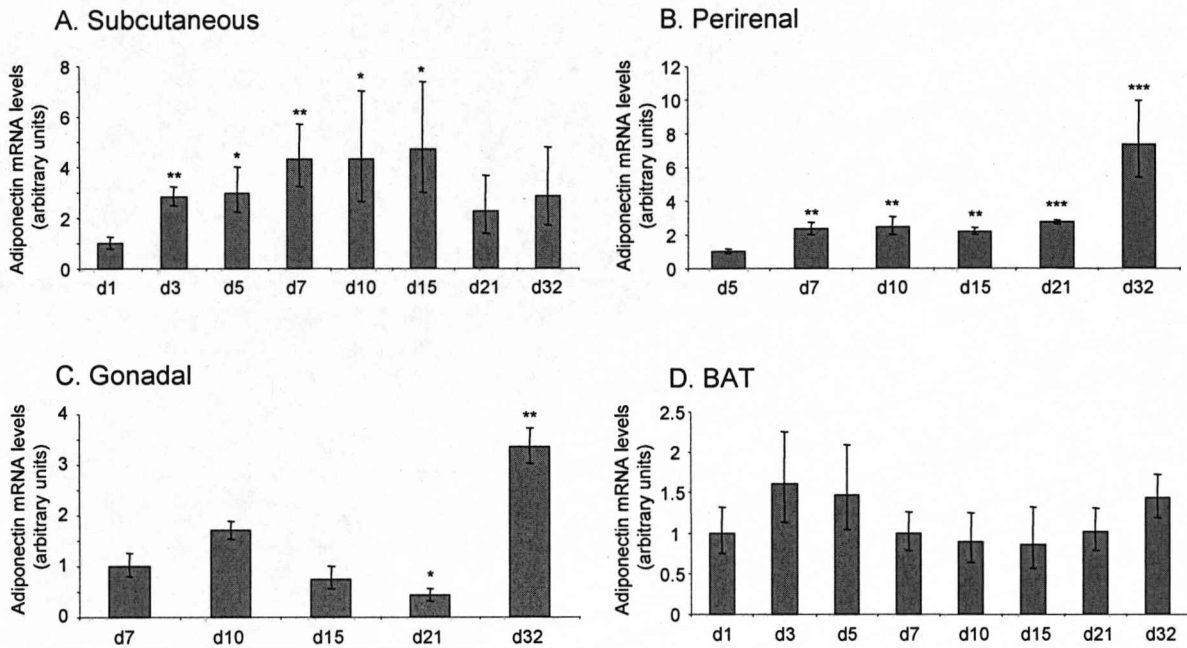 A. Subcutaneous
Adiponectin mRNA levels
(arbitrary units)
8
6
4
2
0
**
*
**
*
*
d1 d3 d5 d7 d10 d15 d21 d32
B. Perirenal
Adiponectin mRNA levels
(arbitrary units)
12
10
8
6
4
2
0
**
**
**
***
***
d5 d7 d10 d15 d21 d32
C. Gonadal
Adiponectin mRNA levels
(arbitrary units)
4
3
2
1
0
*
**
d7 d10 d15 d21 d32
D. BAT
Adiponectin mRNA levels
(arbitrary units)
2.5
2
1.5
1
0.5
0
d1 d3 d5 d7 d10 d15 d21 d32